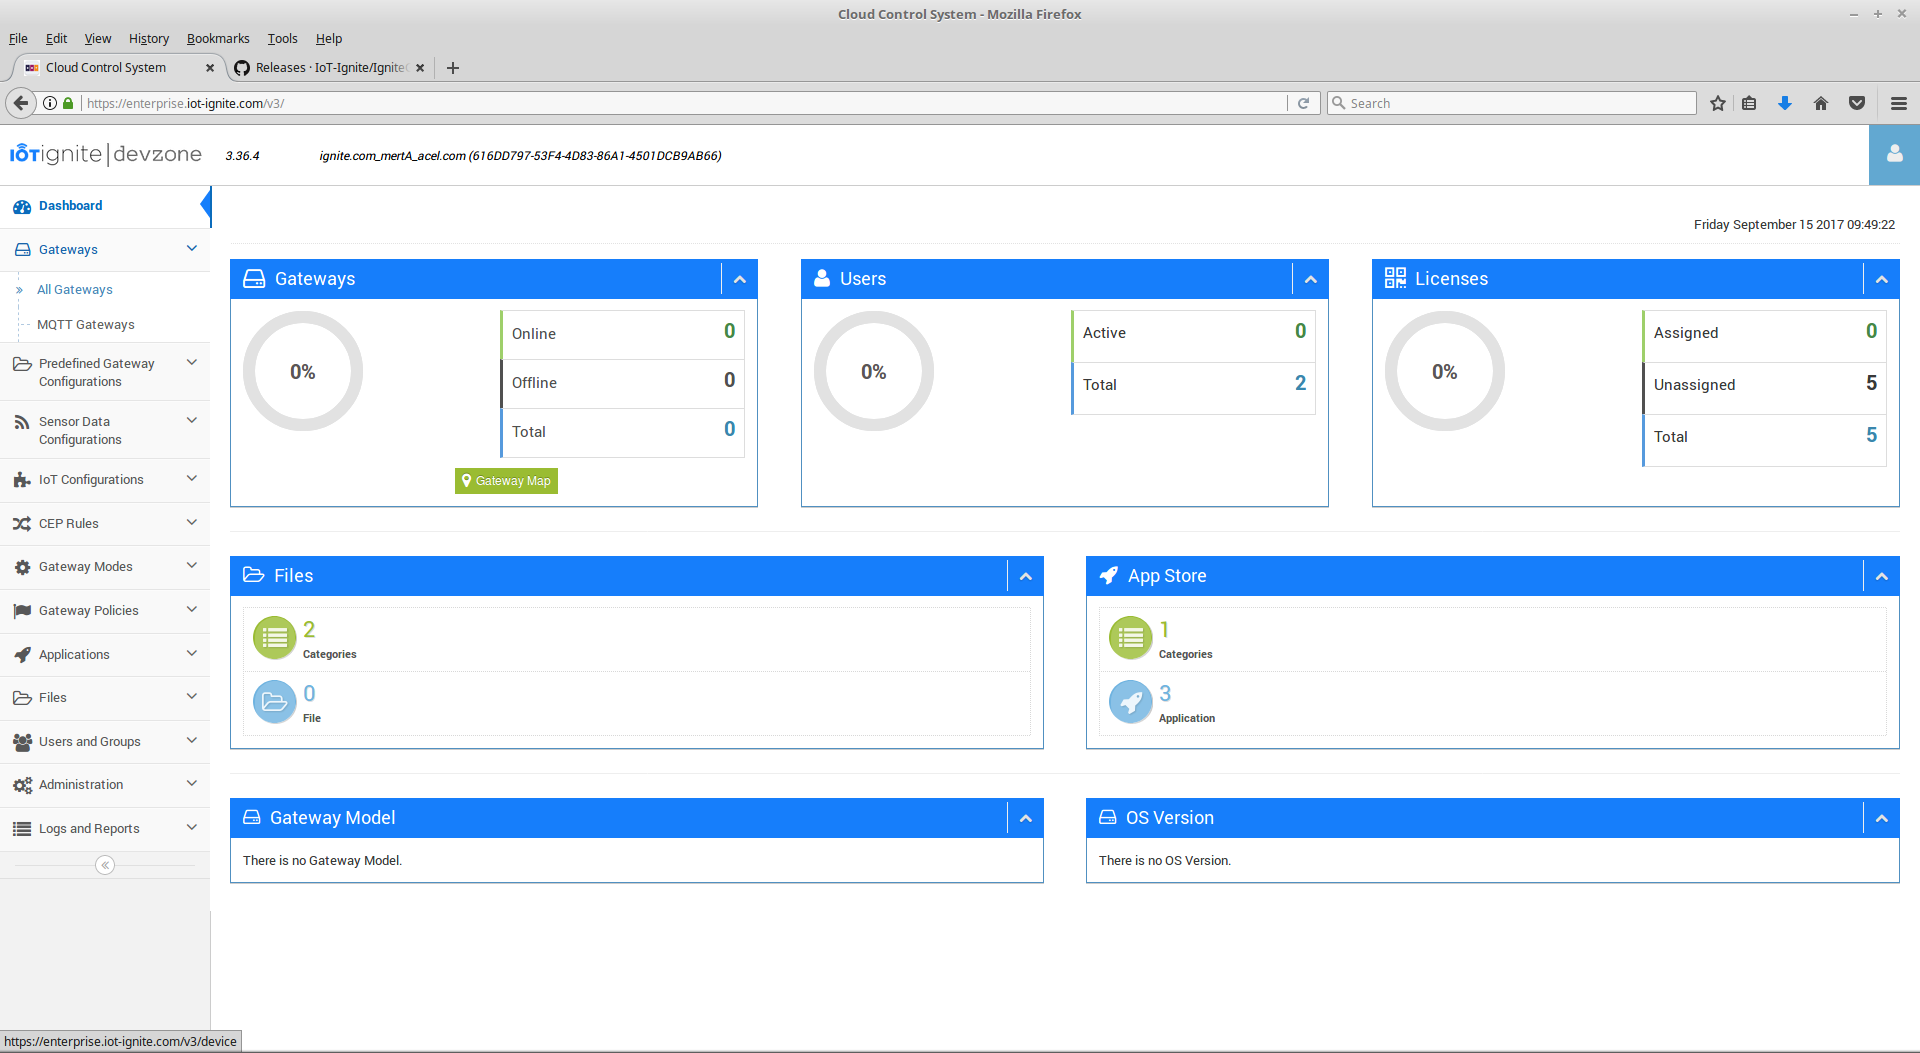 Cloud Control System - Mozilla Firefox
File Edit View History Bookmarks Tools Help
Cloud Control System
Releases · IoT-Ignite/Ignite
https://enterprise.iot-ignite.com/v3/
Search
IOTignite|devzone
3.36.4
ignite.com_mertA_acel.com (616DD797-53F4-4D83-86A1-4501DCB9AB66)
Dashboard
Gateways
All Gateways
MQTT Gateways
Predefined Gateway
Configurations
Sensor Data
Configurations
IoT Configurations
CEP Rules
Gateway Modes
Gateway Policies
Applications
Files
Users and Groups
Administration
Logs and Reports
Friday September 15 2017 09:49:22
Gateways
0%
Online 0
Offline 0
Total 0
Gateway Map
Users
0%
Active 0
Total 2
Licenses
0%
Assigned 0
Unassigned 5
Total 5
Files
2
Categories
0
File
App Store
1
Categories
3
Application
Gateway Model
There is no Gateway Model.
OS Version
There is no OS Version.
https://enterprise.iot-ignite.com/v3/device